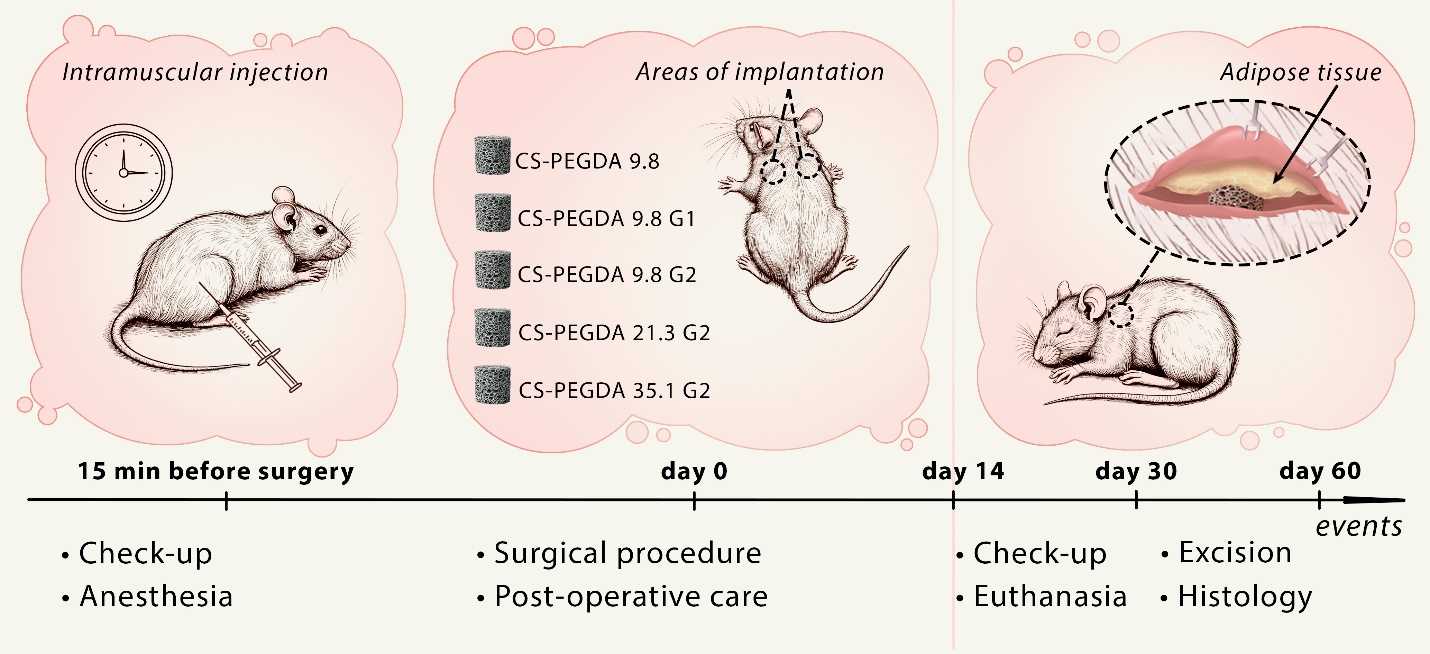 Intramuscular injection
Areas of implantation
Adipose tissue
CS-PEGDA 9.8
CS-PEGDA 9.8 G1
CS-PEGDA 9.8 G2
CS-PEGDA 21.3 G2
CS-PEGDA 35.1 G2
15 min before surgery
day 0
day 14
day 30
day 60
events
• Check-up
• Anesthesia
• Surgical procedure
• Post-operative care
• Check-up
• Euthanasia
• Excision
• Histology